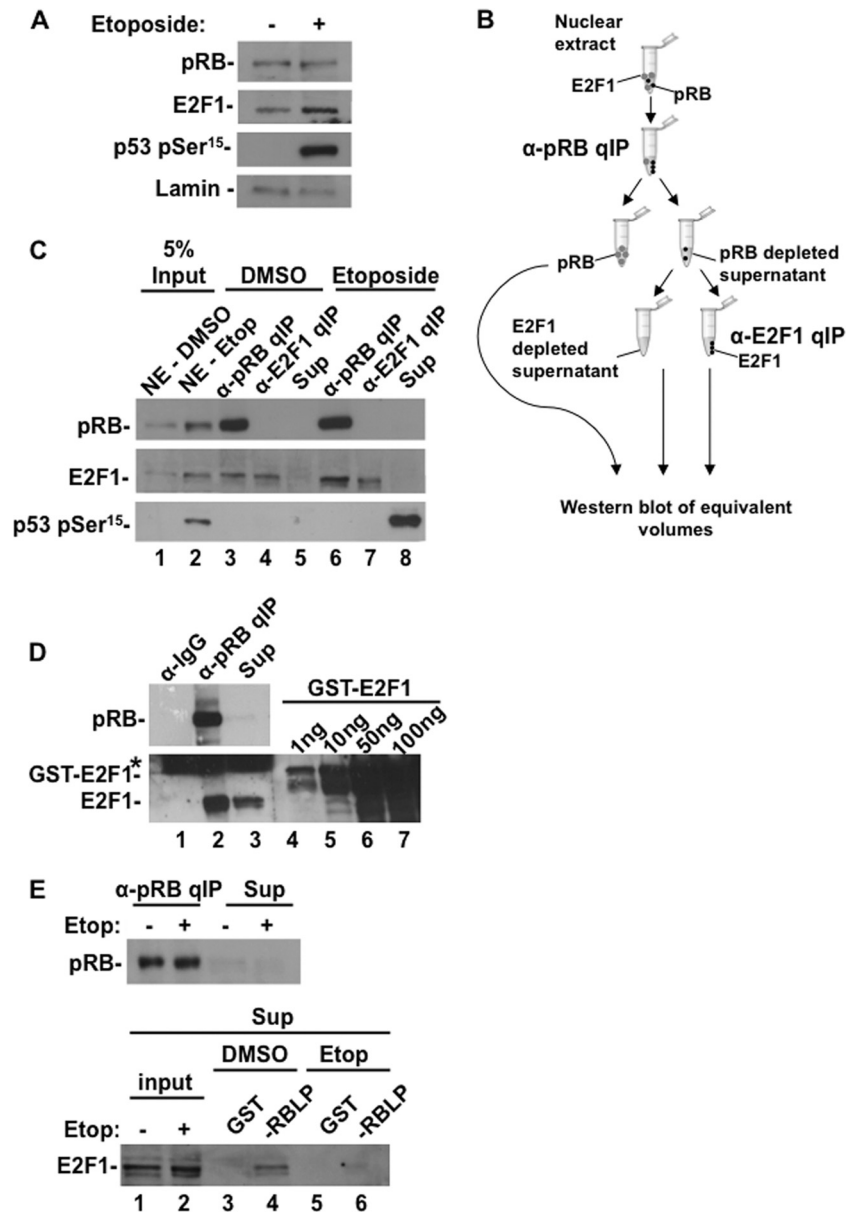 A
Etoposide: - +
pRB-
E2F1-
p53 pSer15-
Lamin -
B
Nuclear
extract
E2F1
pRB
α-pRB qIP
pRB
pRB depleted
supernatant
E2F1
depleted
supernatant
α-E2F1 qIP
E2F1
Western blot of equivalent
volumes
C
5%
Input DMSO Etoposide
NE - DMSO
NE - Etop
α-pRB qIP
α-E2F1 qIP
Sup
α-pRB qIP
α-E2F1 qIP
Sup
pRB-
E2F1-
p53 pSer15-
1 2 3 4 5 6 7 8
D
α-IgG
α-pRB qIP
Sup
GST-E2F1
pRB-
1ng
10ng
50ng
100ng
*
GST-E2F1-
E2F1-
1 2 3 4 5 6 7
E
α-pRB qIP Sup
Etop: - + - +
pRB-
Sup
DMSO Etop
input
GST
-RBLP
GST
-RBLP
Etop: - +
E2F1-
1 2 3 4 5 6